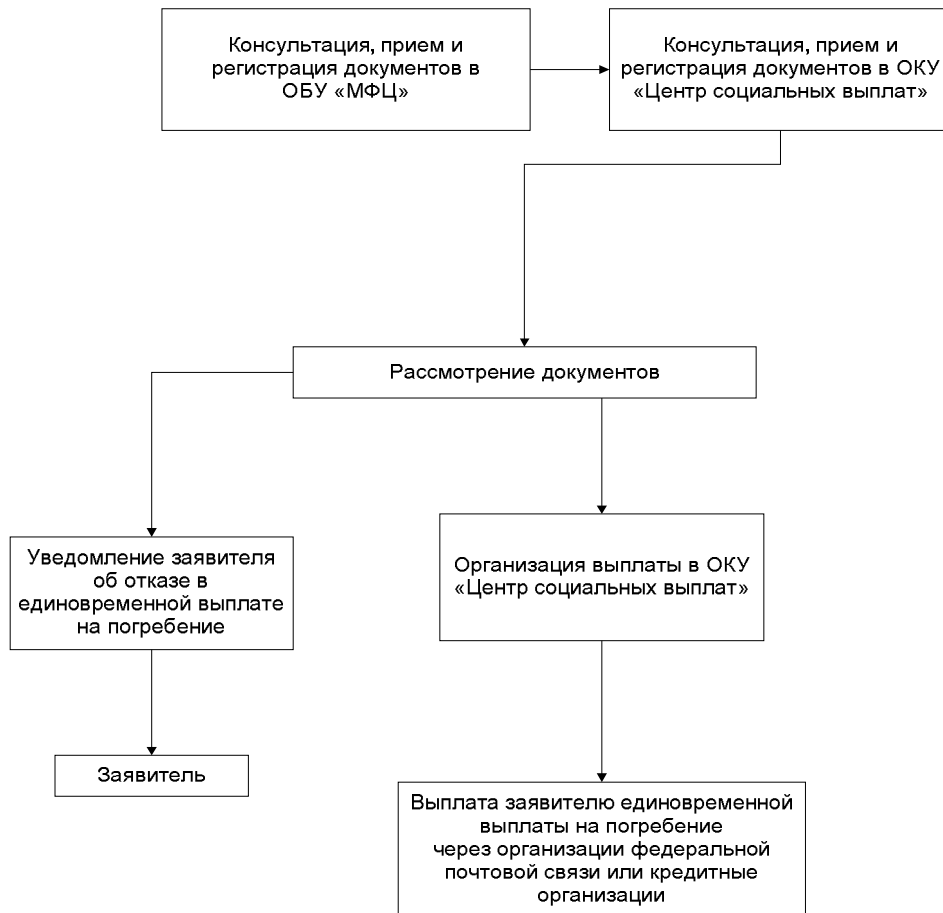 Консультация, прием и
регистрация документов в
ОБУ «МФЦ»
Консультация, прием и
регистрация документов в ОКУ
«Центр социальных выплат»
Рассмотрение документов
Уведомление заявителя
об отказе в
единовременной выплате
на погребение
Организация выплаты в ОКУ
«Центр социальных выплат»
Заявитель
Выплата заявителю единовременной
выплаты на погребение
через организации федеральной
почтовой связи или кредитные
организации